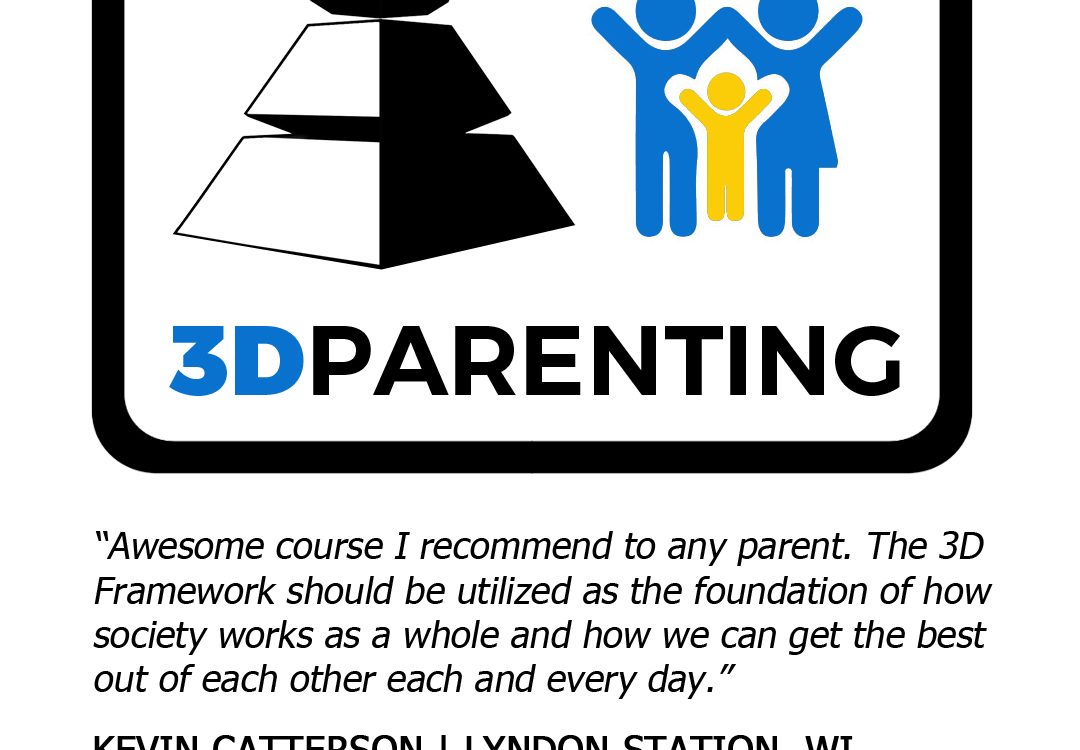 3DPARENTING
“Awesome course I recommend to any parent. The 3D
Framework should be utilized as the foundation of how
society works as a whole and how we can get the best
out of each other each and every day.”
KEVIN CATTERSON | LYNDON STATION, WI